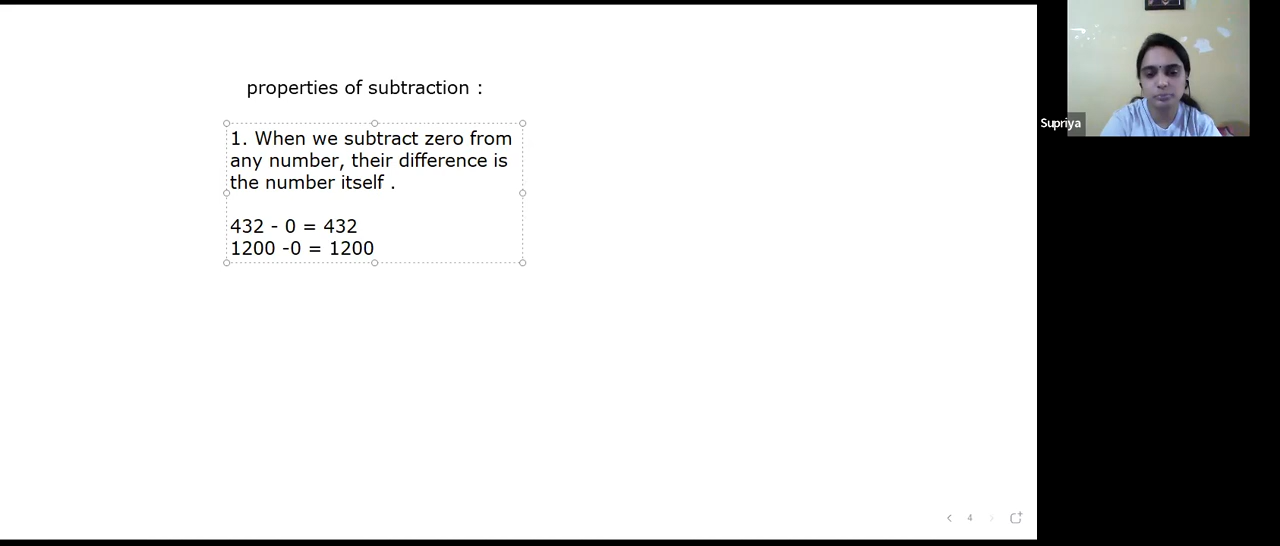 properties of subtraction :
1. When we subtract zero from
any number, their difference is
the number itself .
432 - 0 = 432
1200 -0 = 1200
Supriya
4